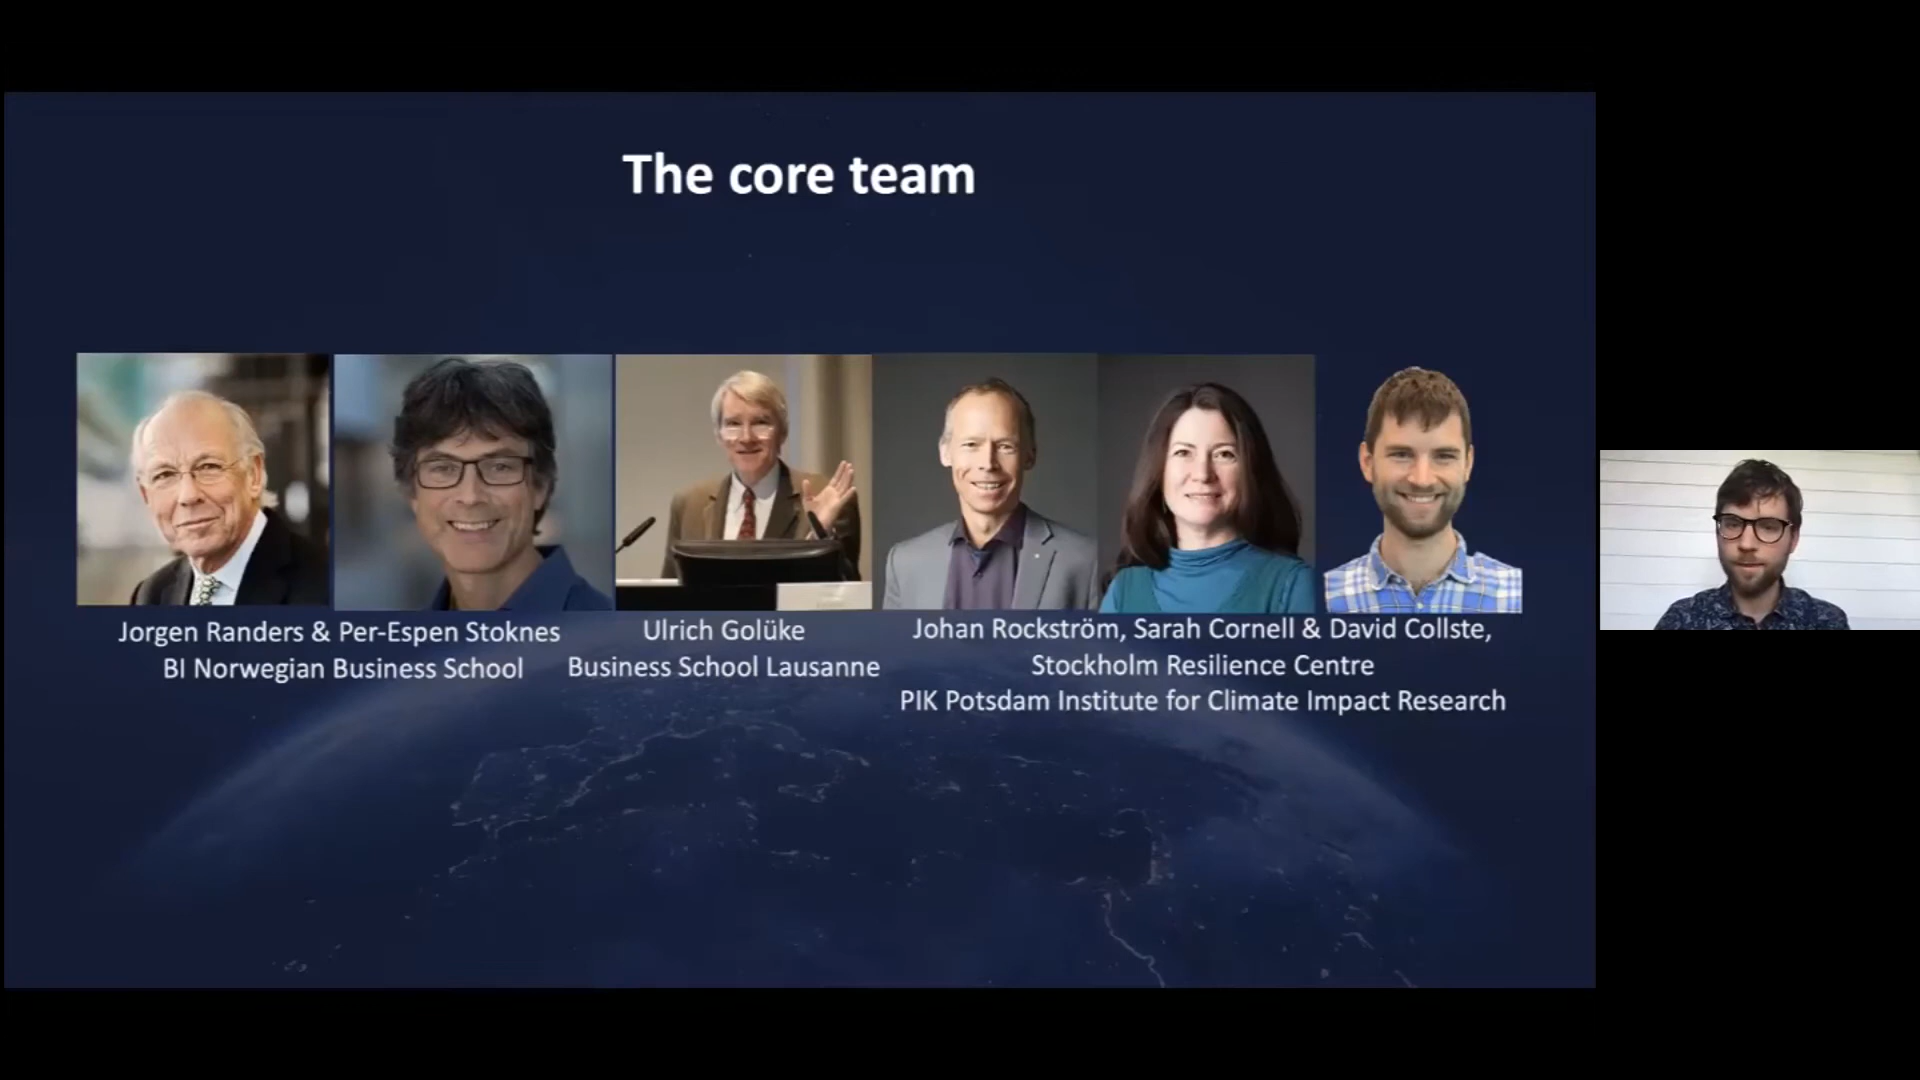 The core team
Jorgen Randers & Per-Espen Stoknes
BI Norwegian Business School
Ulrich Golüke
Business School Lausanne
Johan Rockström, Sarah Cornell & David Collste,
Stockholm Resilience Centre
PIK Potsdam Institute for Climate Impact Research